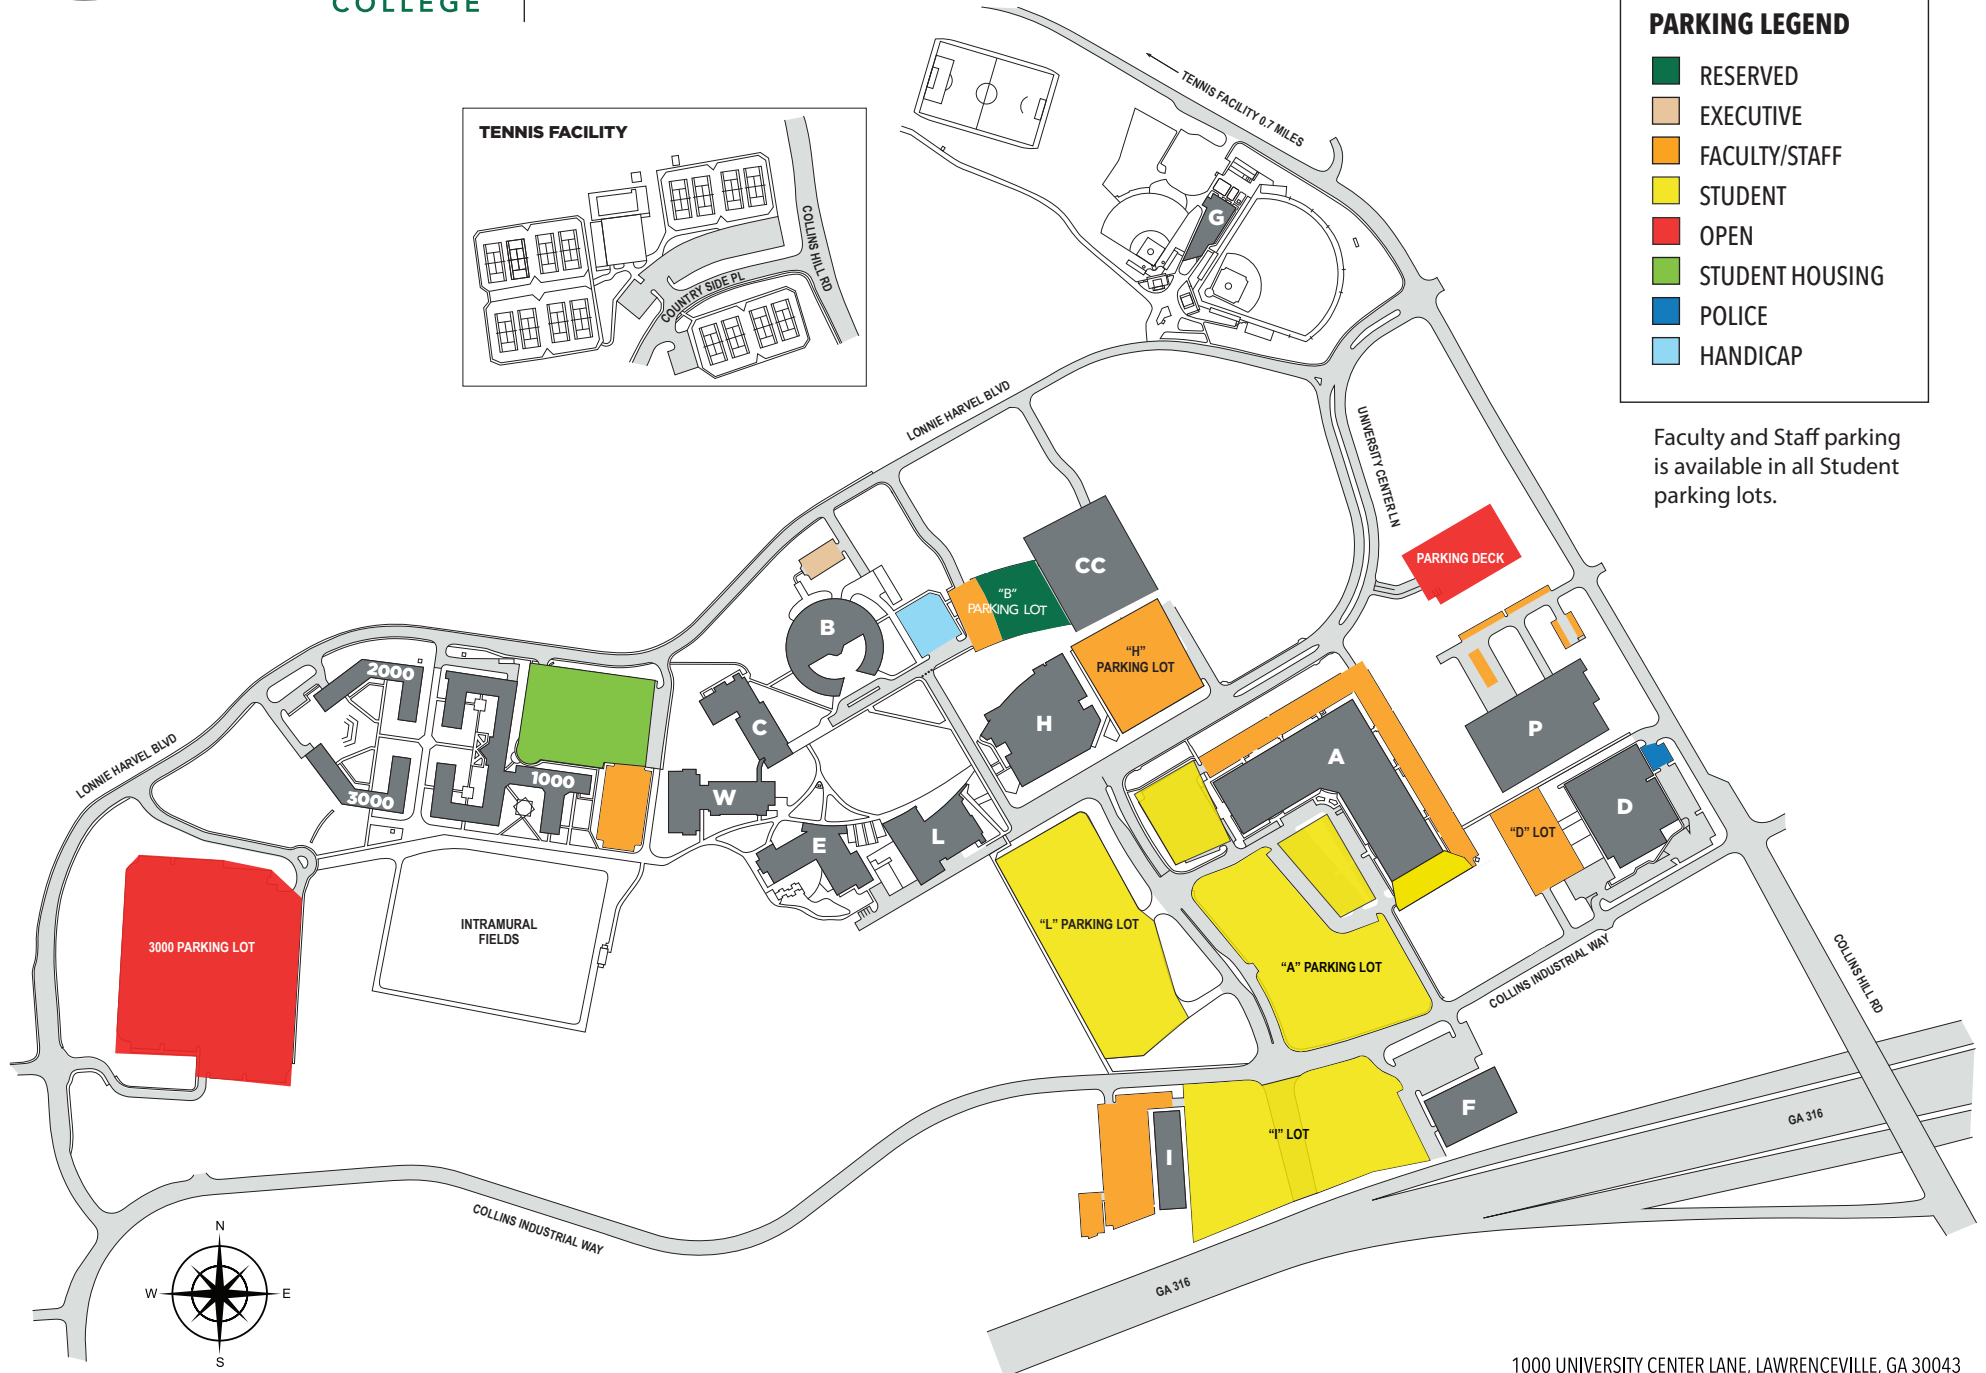 COLLEGE
PARKING LEGEND
RESERVED
EXECUTIVE
FACULTY/STAFF
STUDENT
OPEN
STUDENT HOUSING
POLICE
HANDICAP
Faculty and Staff parking
is available in all Student
parking lots.
TENNIS FACILITY
COLLINS HILL RD
COUNTRY SIDE PL
TENNIS FACILITY 0.7 MILES
G
LONNIE HARVEL BLVD
UNIVERSITY CENTER LN
PARKING DECK
CC
"B"
PARKING LOT
B
"H"
PARKING LOT
2000
C
H
A
P
LONNIE HARVEL BLVD
1000
3000
W
E
L
D
"D" LOT
3000 PARKING LOT
INTRAMURAL
FIELDS
"L" PARKING LOT
"A" PARKING LOT
COLLINS INDUSTRIAL WAY
COLLINS HILL RD
F
"I" LOT
I
GA 316
COLLINS INDUSTRIAL WAY
GA 316
N
W
E
S
1000 UNIVERSITY CENTER LANE, LAWRENCEVILLE, GA 30043